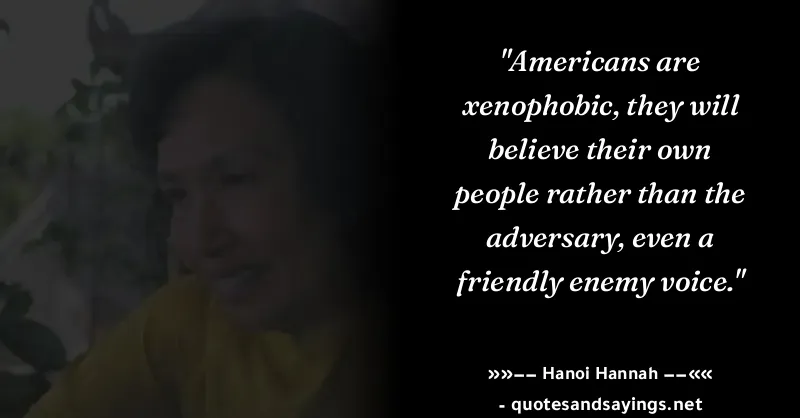 "Americans are
xenophobic, they will
believe their own
people rather than the
adversary, even a
friendly enemy voice."
»»−− Hanoi Hannah −−««
- quotesandsayings.net